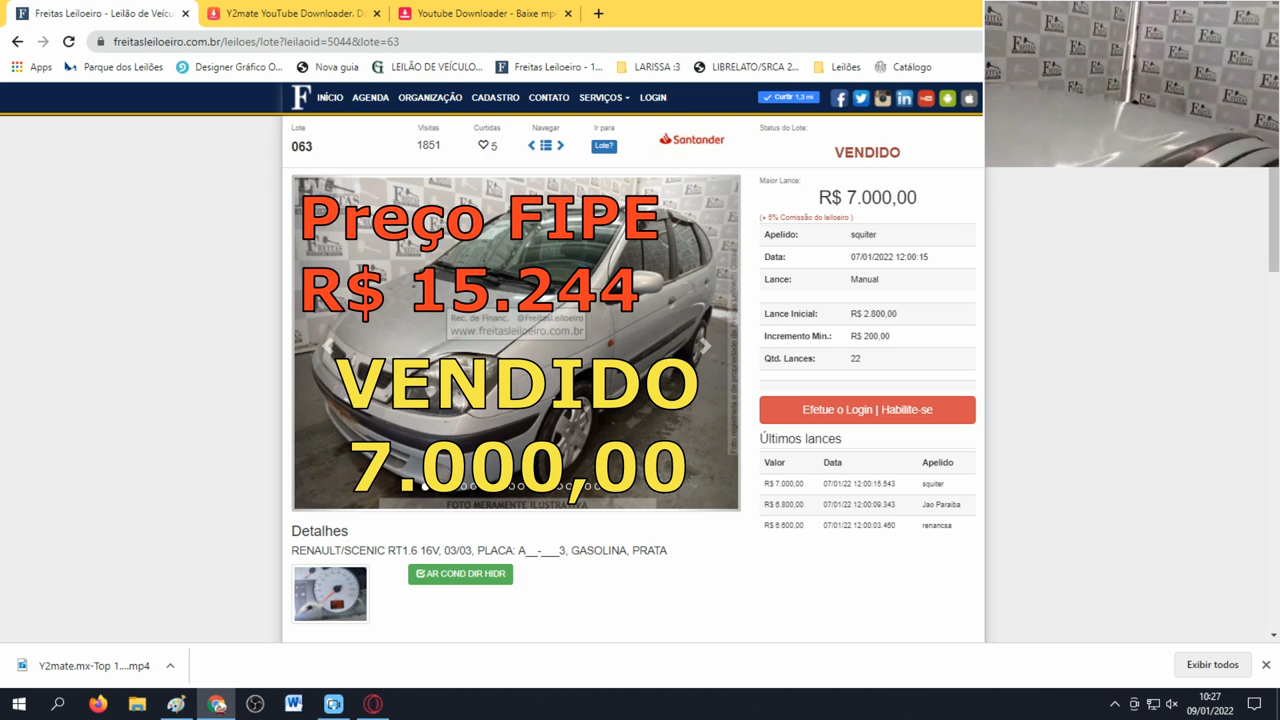 Freitas Leiloeiro - Leilão de Veícu
Y2mate YouTube Downloader. D
Youtube Downloader - Baixe mp
freitasleiloeiro.com.br/leiloes/lote?leilaoid=5044&lote=63
Apps
Parque dos Leilões
Designer Gráfico O...
Nova guia
LEILÃO DE VEÍCULO...
Freitas Leiloeiro - 1...
LARISSA :3
LIBRELATO/SRCA 2...
Leilões
Catálogo
INÍCIO AGENDA ORGANIZAÇÃO CADASTRO CONTATO SERVIÇOS LOGIN
Curtir 1,3 mi
Lote
Visitas
Curtidas
Navegar
Ir para
063
1851
5
Lote?
Santander
Status do Lote:
VENDIDO
Maior Lance:
R$ 7.000,00
(+ 5% Comissão do leiloeiro )
Apelido: squiter
Data: 07/01/2022 12:00:15
Lance: Manual
Lance Inicial: R$ 2.800,00
Incremento Min.: R$ 200,00
Qtd. Lances: 22
Efetue o Login | Habilite-se
Últimos lances
Valor Data Apelido
R$ 7.000,00 07/01/22 12:00:15.543 squiter
R$ 6.800,00 07/01/22 12:00:09.343 Jao Paraiba
R$ 6.600,00 07/01/22 12:00:03.460 renancsa
Preço FIPE
R$ 15.244
Rec. de Financ. @FreitasLeiloeiro
www.freitasleiloeiro.com.br
VENDIDO
7.000,00
FOTO MERAMENTE ILUSTRATIVA
Detalhes
RENAULT/SCENIC RT1.6 16V, 03/03, PLACA: A__-___3, GASOLINA, PRATA
AR COND DIR HIDR
Y2mate.mx-Top 1....mp4
Exibir todos
10:27
09/01/2022